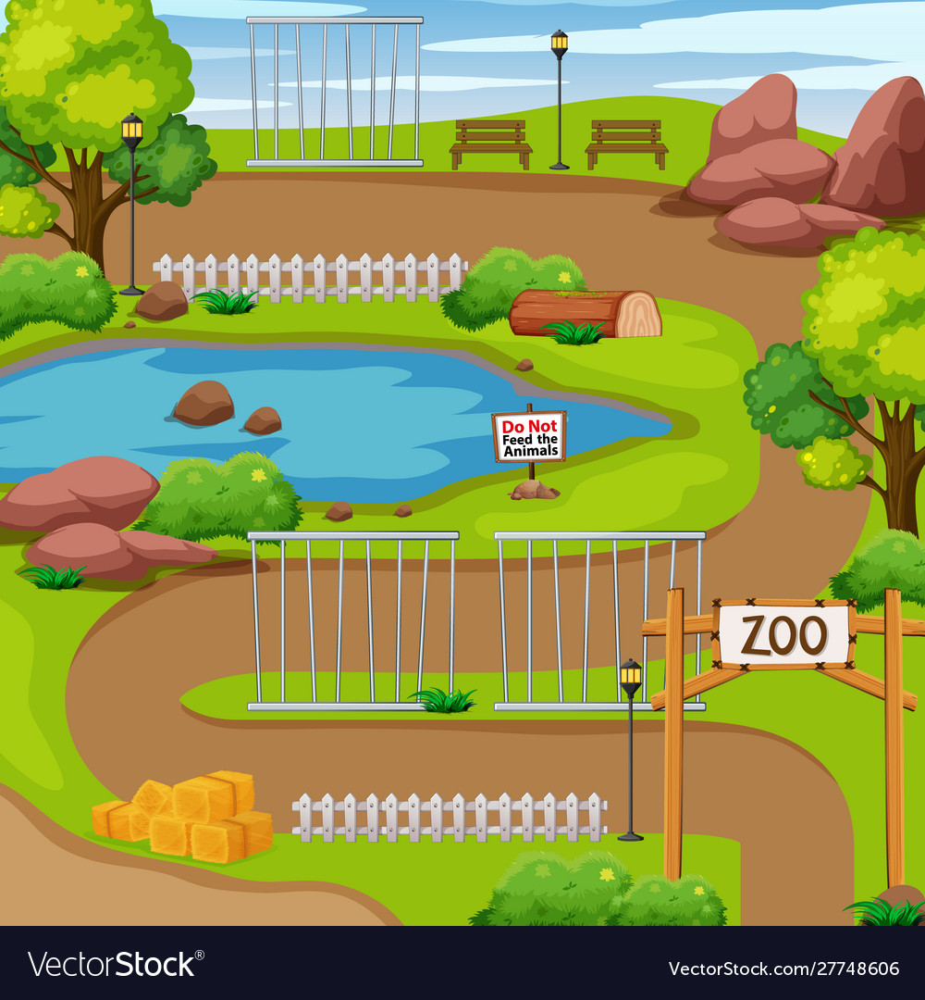 Do Not
Feed the
Animals
ZOO
VectorStock®
VectorStock.com/27748606